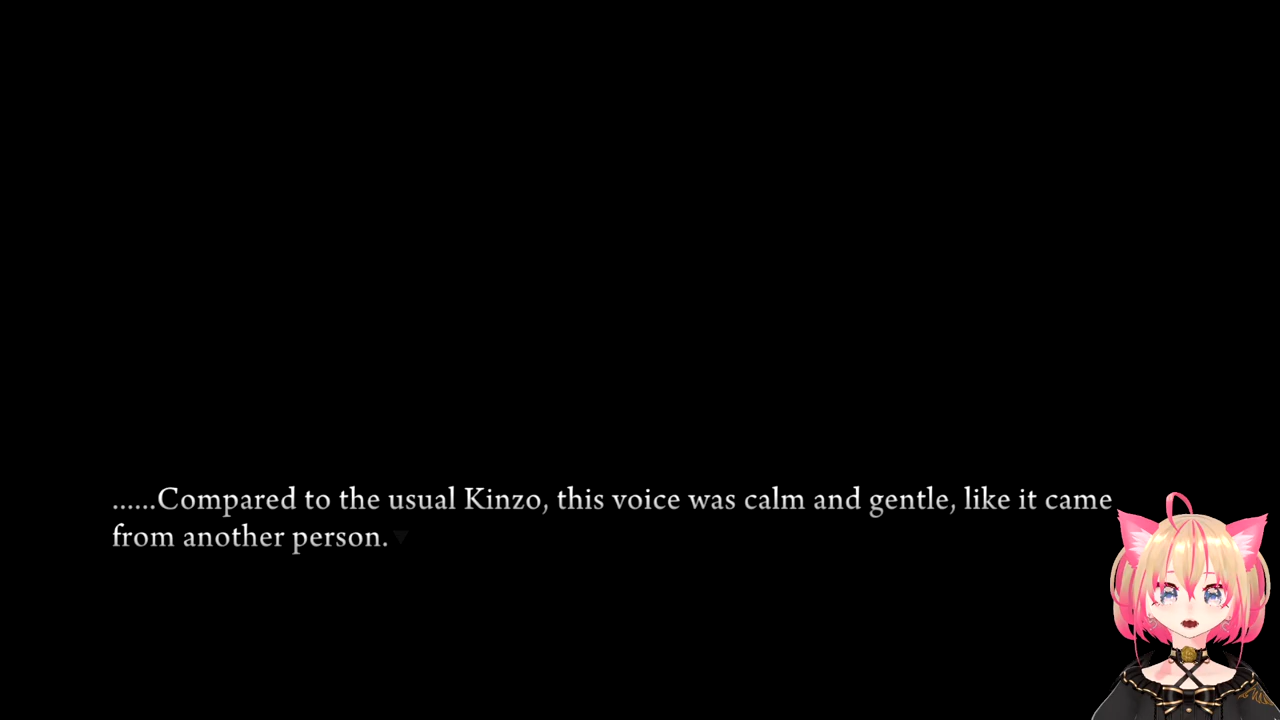 ......Compared to the usual Kinzo, this voice was calm and gentle, like it came
from another person.